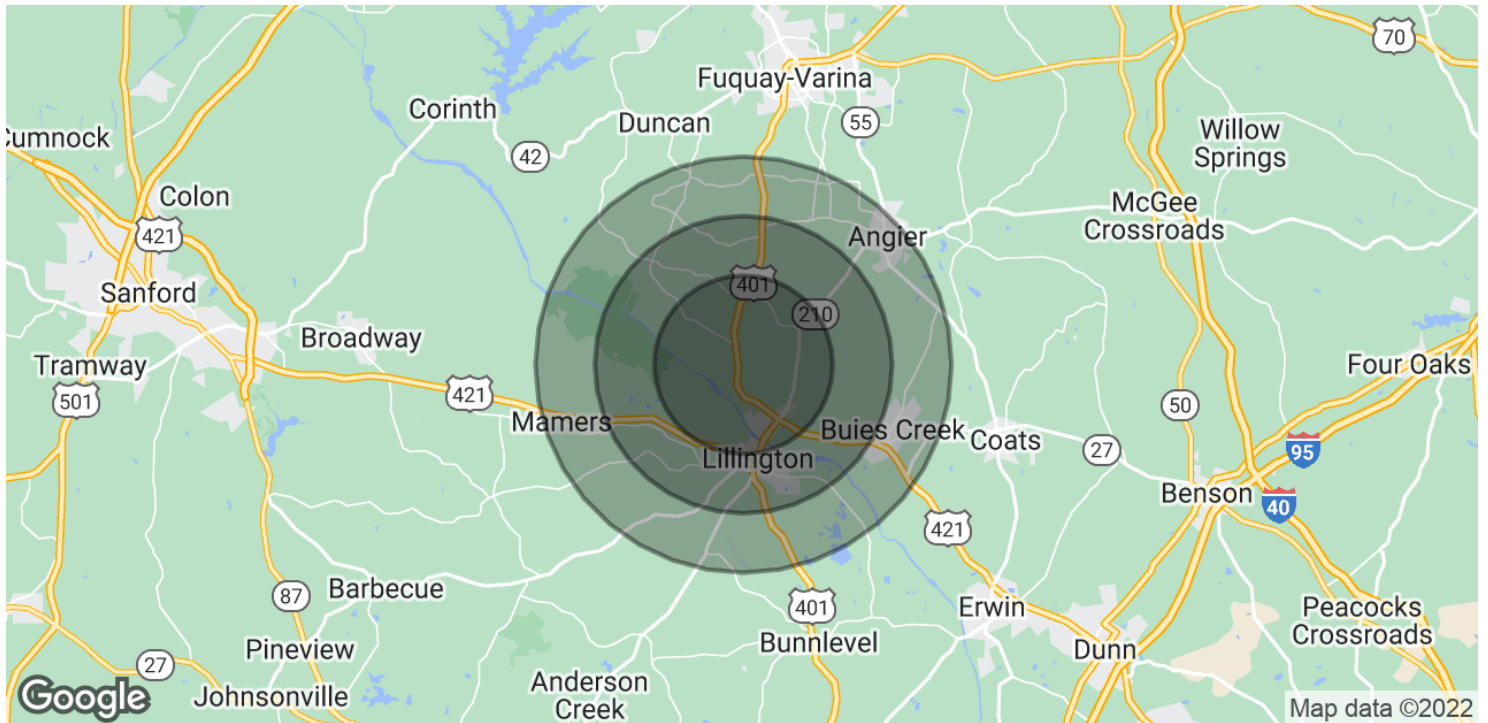 70
Fuquay-Varina
Corinth
Duncan
55
Cumnock
42
Willow
Springs
Colon
McGee
Crossroads
421
Angier
401
Sanford
210
Broadway
Tramway
Four Oaks
501
421
50
Mamers
Buies Creek
Coats
27
95
Lillington
Benson
40
421
Barbecue
87
401
Erwin
Peacocks
Crossroads
Bunnlevel
Pineview
Dunn
27
Johnsonville
Anderson
Creek
Google
Map data ©2022